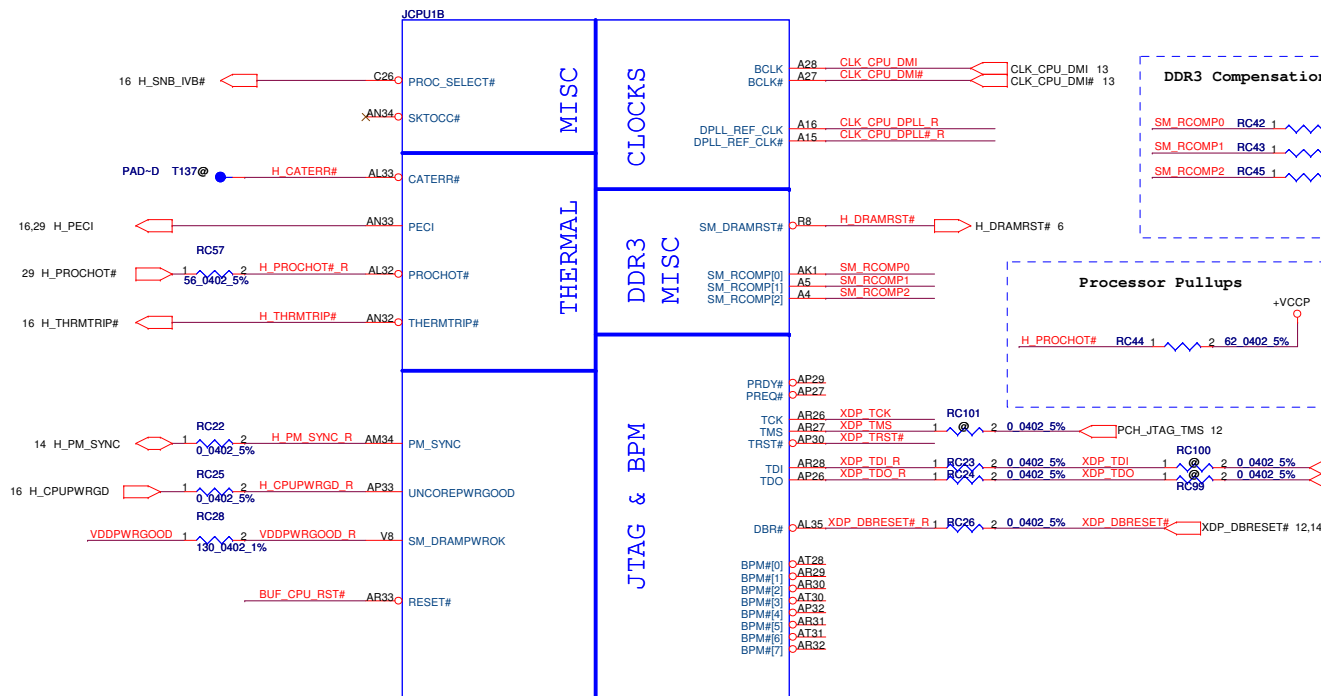 JCPU1B
16 H_SNB_IVB#
C26
PROC_SELECT#
AN34
SKTOCC#
MISC
PAD~D T137@
H_CATERR#
AL33
CATERR#
16,29 H_PECI
AN33
PECI
RC57
29 H_PROCHOT#
1
2
H_PROCHOT#_R
AL32
PROCHOT#
56_0402_5%
16 H_THRMTRIP#
H_THRMTRIP#
AN32
THERMTRIP#
THERMAL
RC22
14 H_PM_SYNC
1
2
H_PM_SYNC_R
AM34
PM_SYNC
0_0402_5%
RC25
16 H_CPUPWRGD
1
2
H_CPUPWRGD_R
AP33
UNCOREPWRGOOD
0_0402_5%
RC28
VDDPWRGOOD
1
2
VDDPWRGOOD_R
V8
SM_DRAMPWROK
130_0402_1%
BUF_CPU_RST#
AR33
RESET#
CLOCKS
BCLK
A28
CLK_CPU_DMI
CLK_CPU_DMI 13
BCLK#
A27
CLK_CPU_DMI#
CLK_CPU_DMI# 13
DPLL_REF_CLK
A16
CLK_CPU_DPLL_R
DPLL_REF_CLK#
A15
CLK_CPU_DPLL#_R
DDR3
MISC
SM_DRAMRST#
R8
H_DRAMRST#
H_DRAMRST# 6
SM_RCOMP[0]
AK1
SM_RCOMP0
SM_RCOMP[1]
A5
SM_RCOMP1
SM_RCOMP[2]
A4
SM_RCOMP2
JTAG & BPM
PRDY#
AP29
PREQ#
AP27
TCK
AR26
XDP_TCK
TMS
AR27
XDP_TMS
RC101
1
@
2
0_0402_5%
PCH_JTAG_TMS 12
TRST#
AP30
XDP_TRST#
TDI
AR28
XDP_TDI_R
1
RC23
2
0_0402_5%
XDP_TDI
RC100
1
@
2
0_0402_5%
TDO
AP26
XDP_TDO_R
1
RC24
2
0_0402_5%
XDP_TDO
1
@
2
0_0402_5%
RC99
DBR#
AL35
XDP_DBRESET#_R
1
RC26
2
0_0402_5%
XDP_DBRESET#
XDP_DBRESET# 12,14
BPM#[0]
AT28
BPM#[1]
AR29
BPM#[2]
AR30
BPM#[3]
AT30
BPM#[4]
AP32
BPM#[5]
AR31
BPM#[6]
AT31
BPM#[7]
AR32
DDR3 Compensation
SM_RCOMP0 RC42 1
SM_RCOMP1 RC43 1
SM_RCOMP2 RC45 1
Processor Pullups
+VCCP
H_PROCHOT# RC44 1 2 62_0402_5%